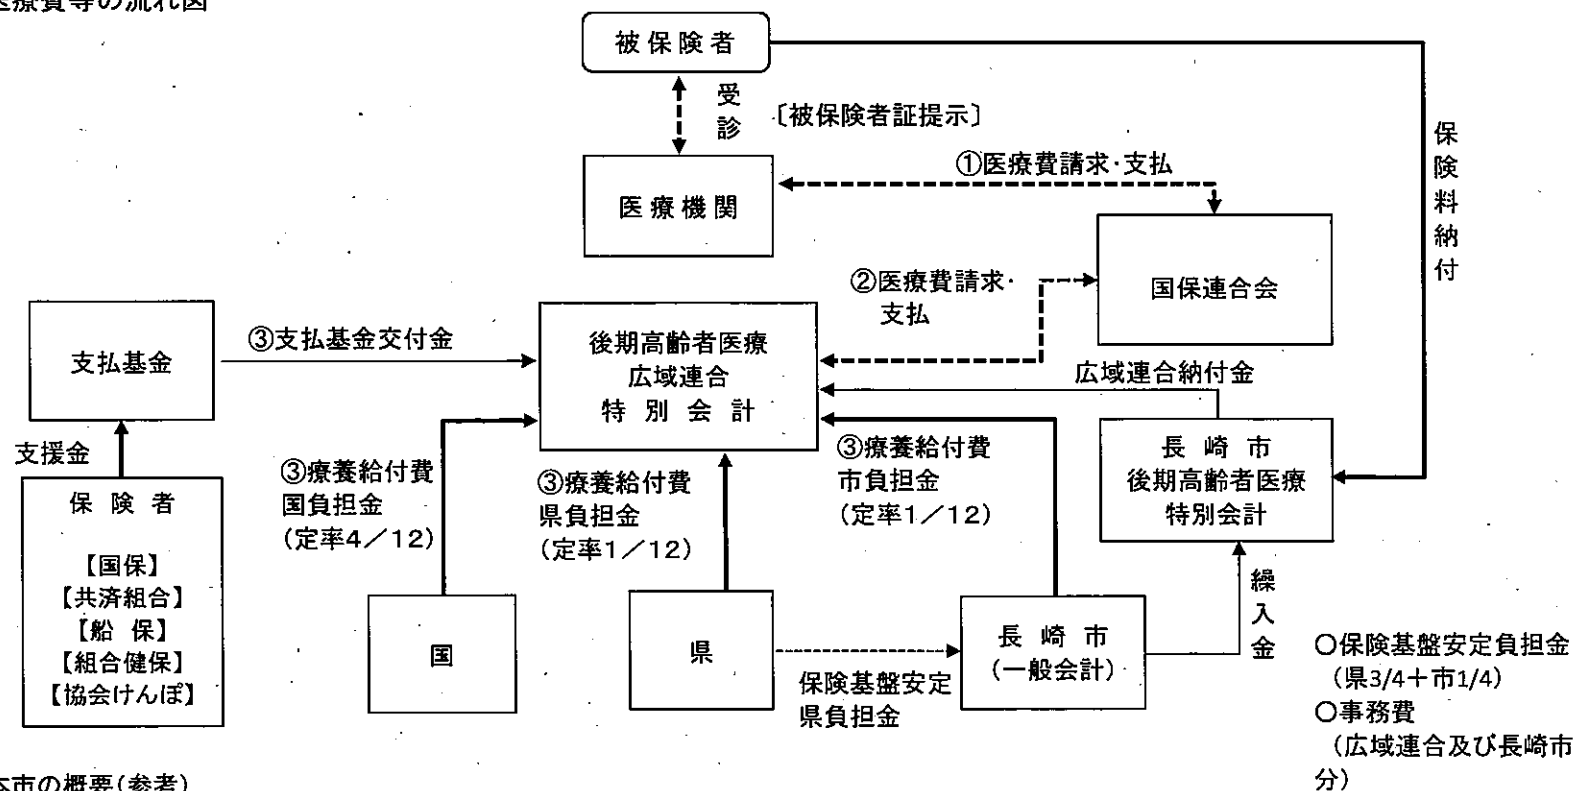 医療費等の流れ図
被保険者
受診
〔被保険者証提示〕
保険料納付
医療機関
①医療費請求・支払
国保連合会
②医療費請求・
支払
支払基金
③支払基金交付金
後期高齢者医療
広域連合
特別会計
広域連合納付金
支援金
保険者
【国保】
【共済組合】
【船保】
【組合健保】
【協会けんぽ】
③療養給付費
国負担金
(定率4/12)
③療養給付費
県負担金
(定率1/12)
③療養給付費
市負担金
(定率1/12)
長崎市
後期高齢者医療
特別会計
国
県
保険基盤安定
県負担金
長崎市
(一般会計)
繰入金
○保険基盤安定負担金
(県3/4+市1/4)
○事務費
(広域連合及び長崎市
分)
本市の概要(参考)